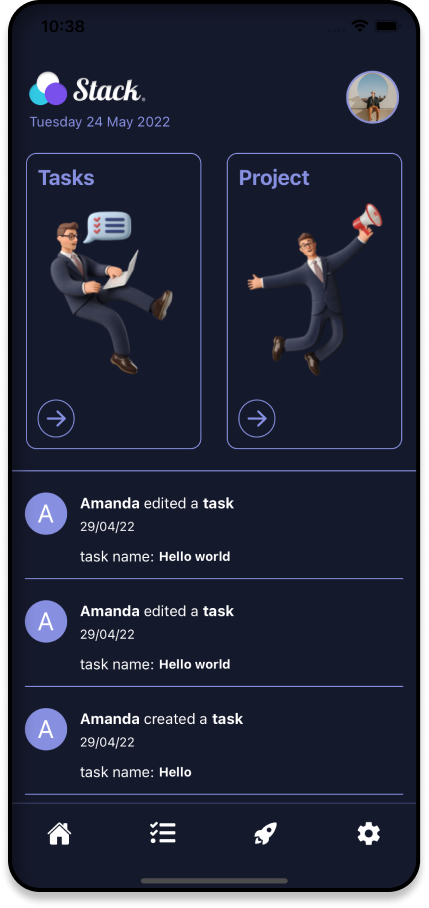 10:38
Stack®
Tuesday 24 May 2022
Tasks
Project
A
Amanda edited a task
29/04/22
task name: Hello world
A
Amanda edited a task
29/04/22
task name: Hello world
A
Amanda created a task
29/04/22
task name: Hello